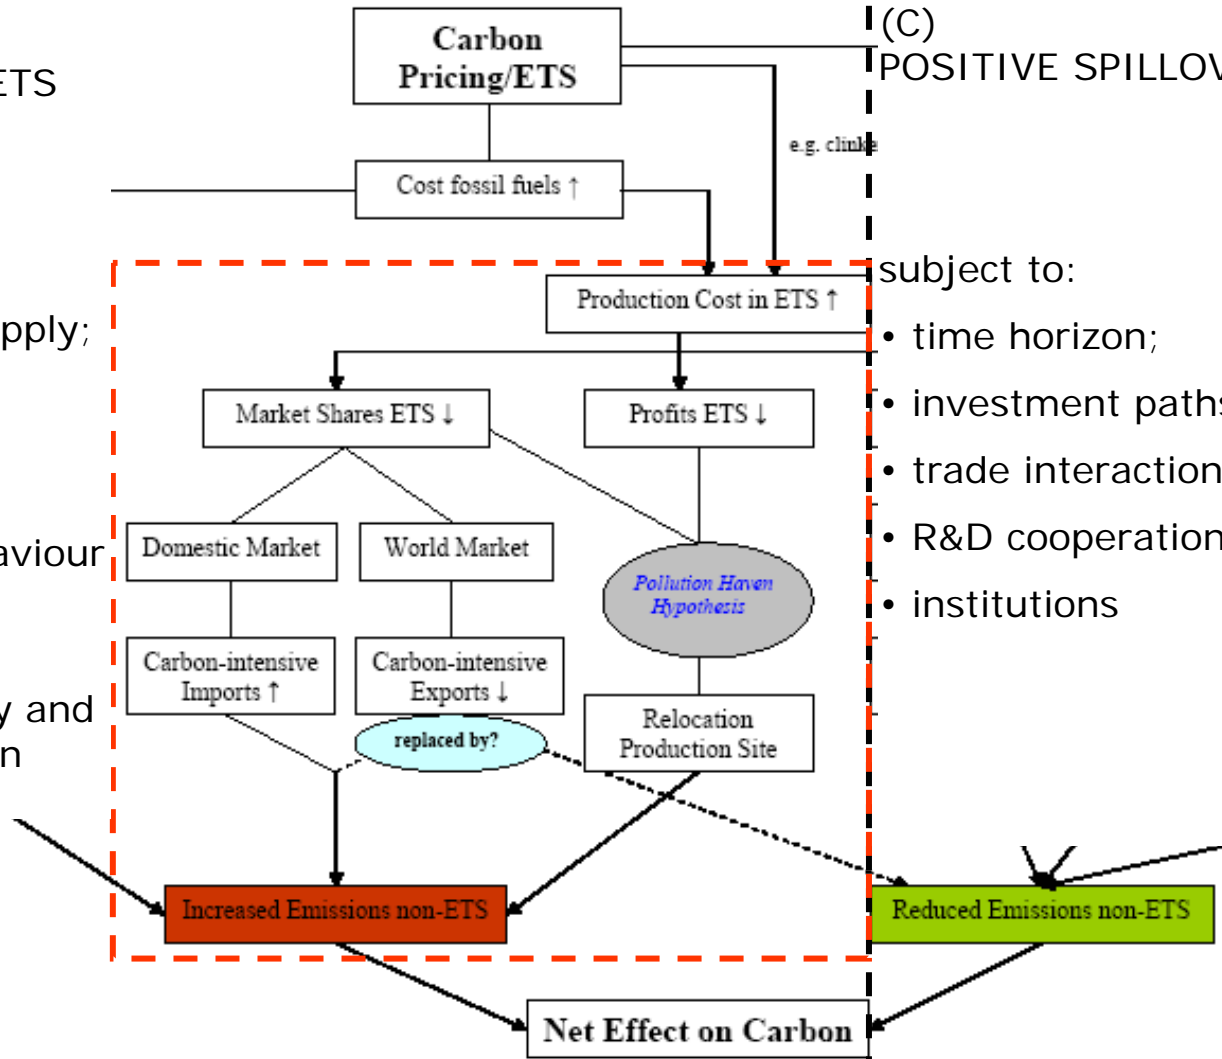 (C)
POSITIVE SPILLOV
ETS
Carbon
Pricing/ETS
e.g. clinke
Cost fossil fuels ↑
subject to:
• time horizon;
• investment paths
• trade interaction
• R&D cooperation
• institutions
Production Cost in ETS ↑
pply;
Market Shares ETS ↓
Profits ETS ↓
aviour
Domestic Market
World Market
Pollution Haven
Hypothesis
Carbon-intensive
Imports ↑
Carbon-intensive
Exports ↓
y and
n
replaced by?
Relocation
Production Site
Increased Emissions non-ETS
Reduced Emissions non-ETS
Net Effect on Carbon